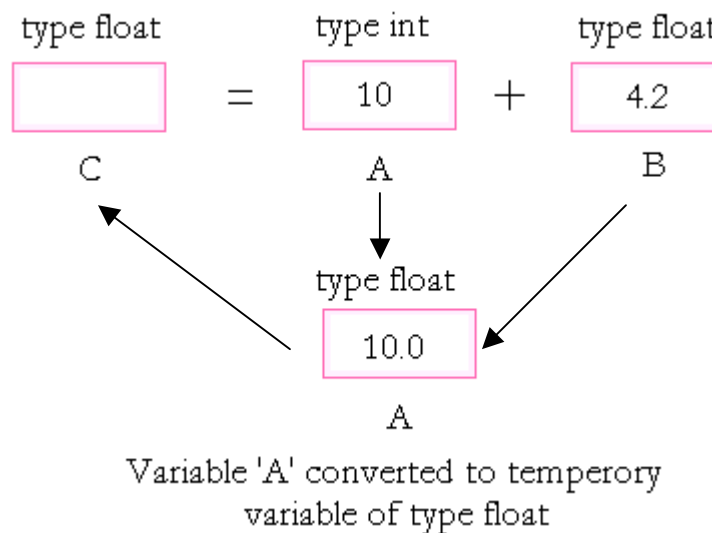 type float type int type float
= 10 + 4.2
C A B
type float
10.0
A
Variable 'A' converted to temperory
variable of type float